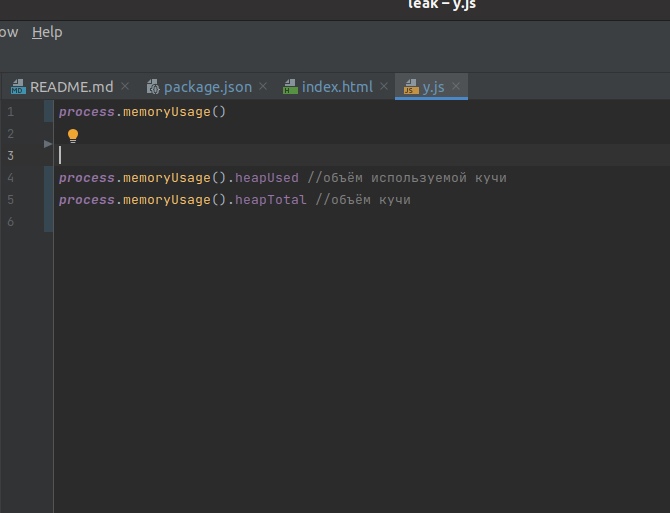 leak – y.js
ow Help
README.md package.json index.html y.js
1 process.memoryUsage()
2
3
4 process.memoryUsage().heapUsed //объём используемой кучи
5 process.memoryUsage().heapTotal //объём кучи
6